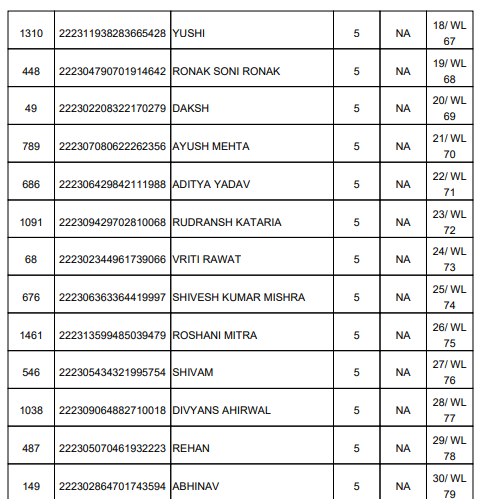 1310 222311938283665428 YUSHI 5 NA 18/ WL
67
448 222304790701914642 RONAK SONI RONAK 5 NA 19/ WL
68
49 222302208322170279 DAKSH 5 NA 20/ WL
69
789 222307080622262356 AYUSH MEHTA 5 NA 21/ WL
70
686 222306429842111988 ADITYA YADAV 5 NA 22/ WL
71
1091 222309429702810068 RUDRANSH KATARIA 5 NA 23/ WL
72
68 222302344961739066 VRITI RAWAT 5 NA 24/ WL
73
676 222306363364419997 SHIVESH KUMAR MISHRA 5 NA 25/ WL
74
1461 222313599485039479 ROSHANI MITRA 5 NA 26/ WL
75
546 222305434321995754 SHIVAM 5 NA 27/ WL
76
1038 222309064882710018 DIVYANS AHIRWAL 5 NA 28/ WL
77
487 222305070461932223 REHAN 5 NA 29/ WL
78
149 222302864701743594 ABHINAV 5 NA 30/ WL
79